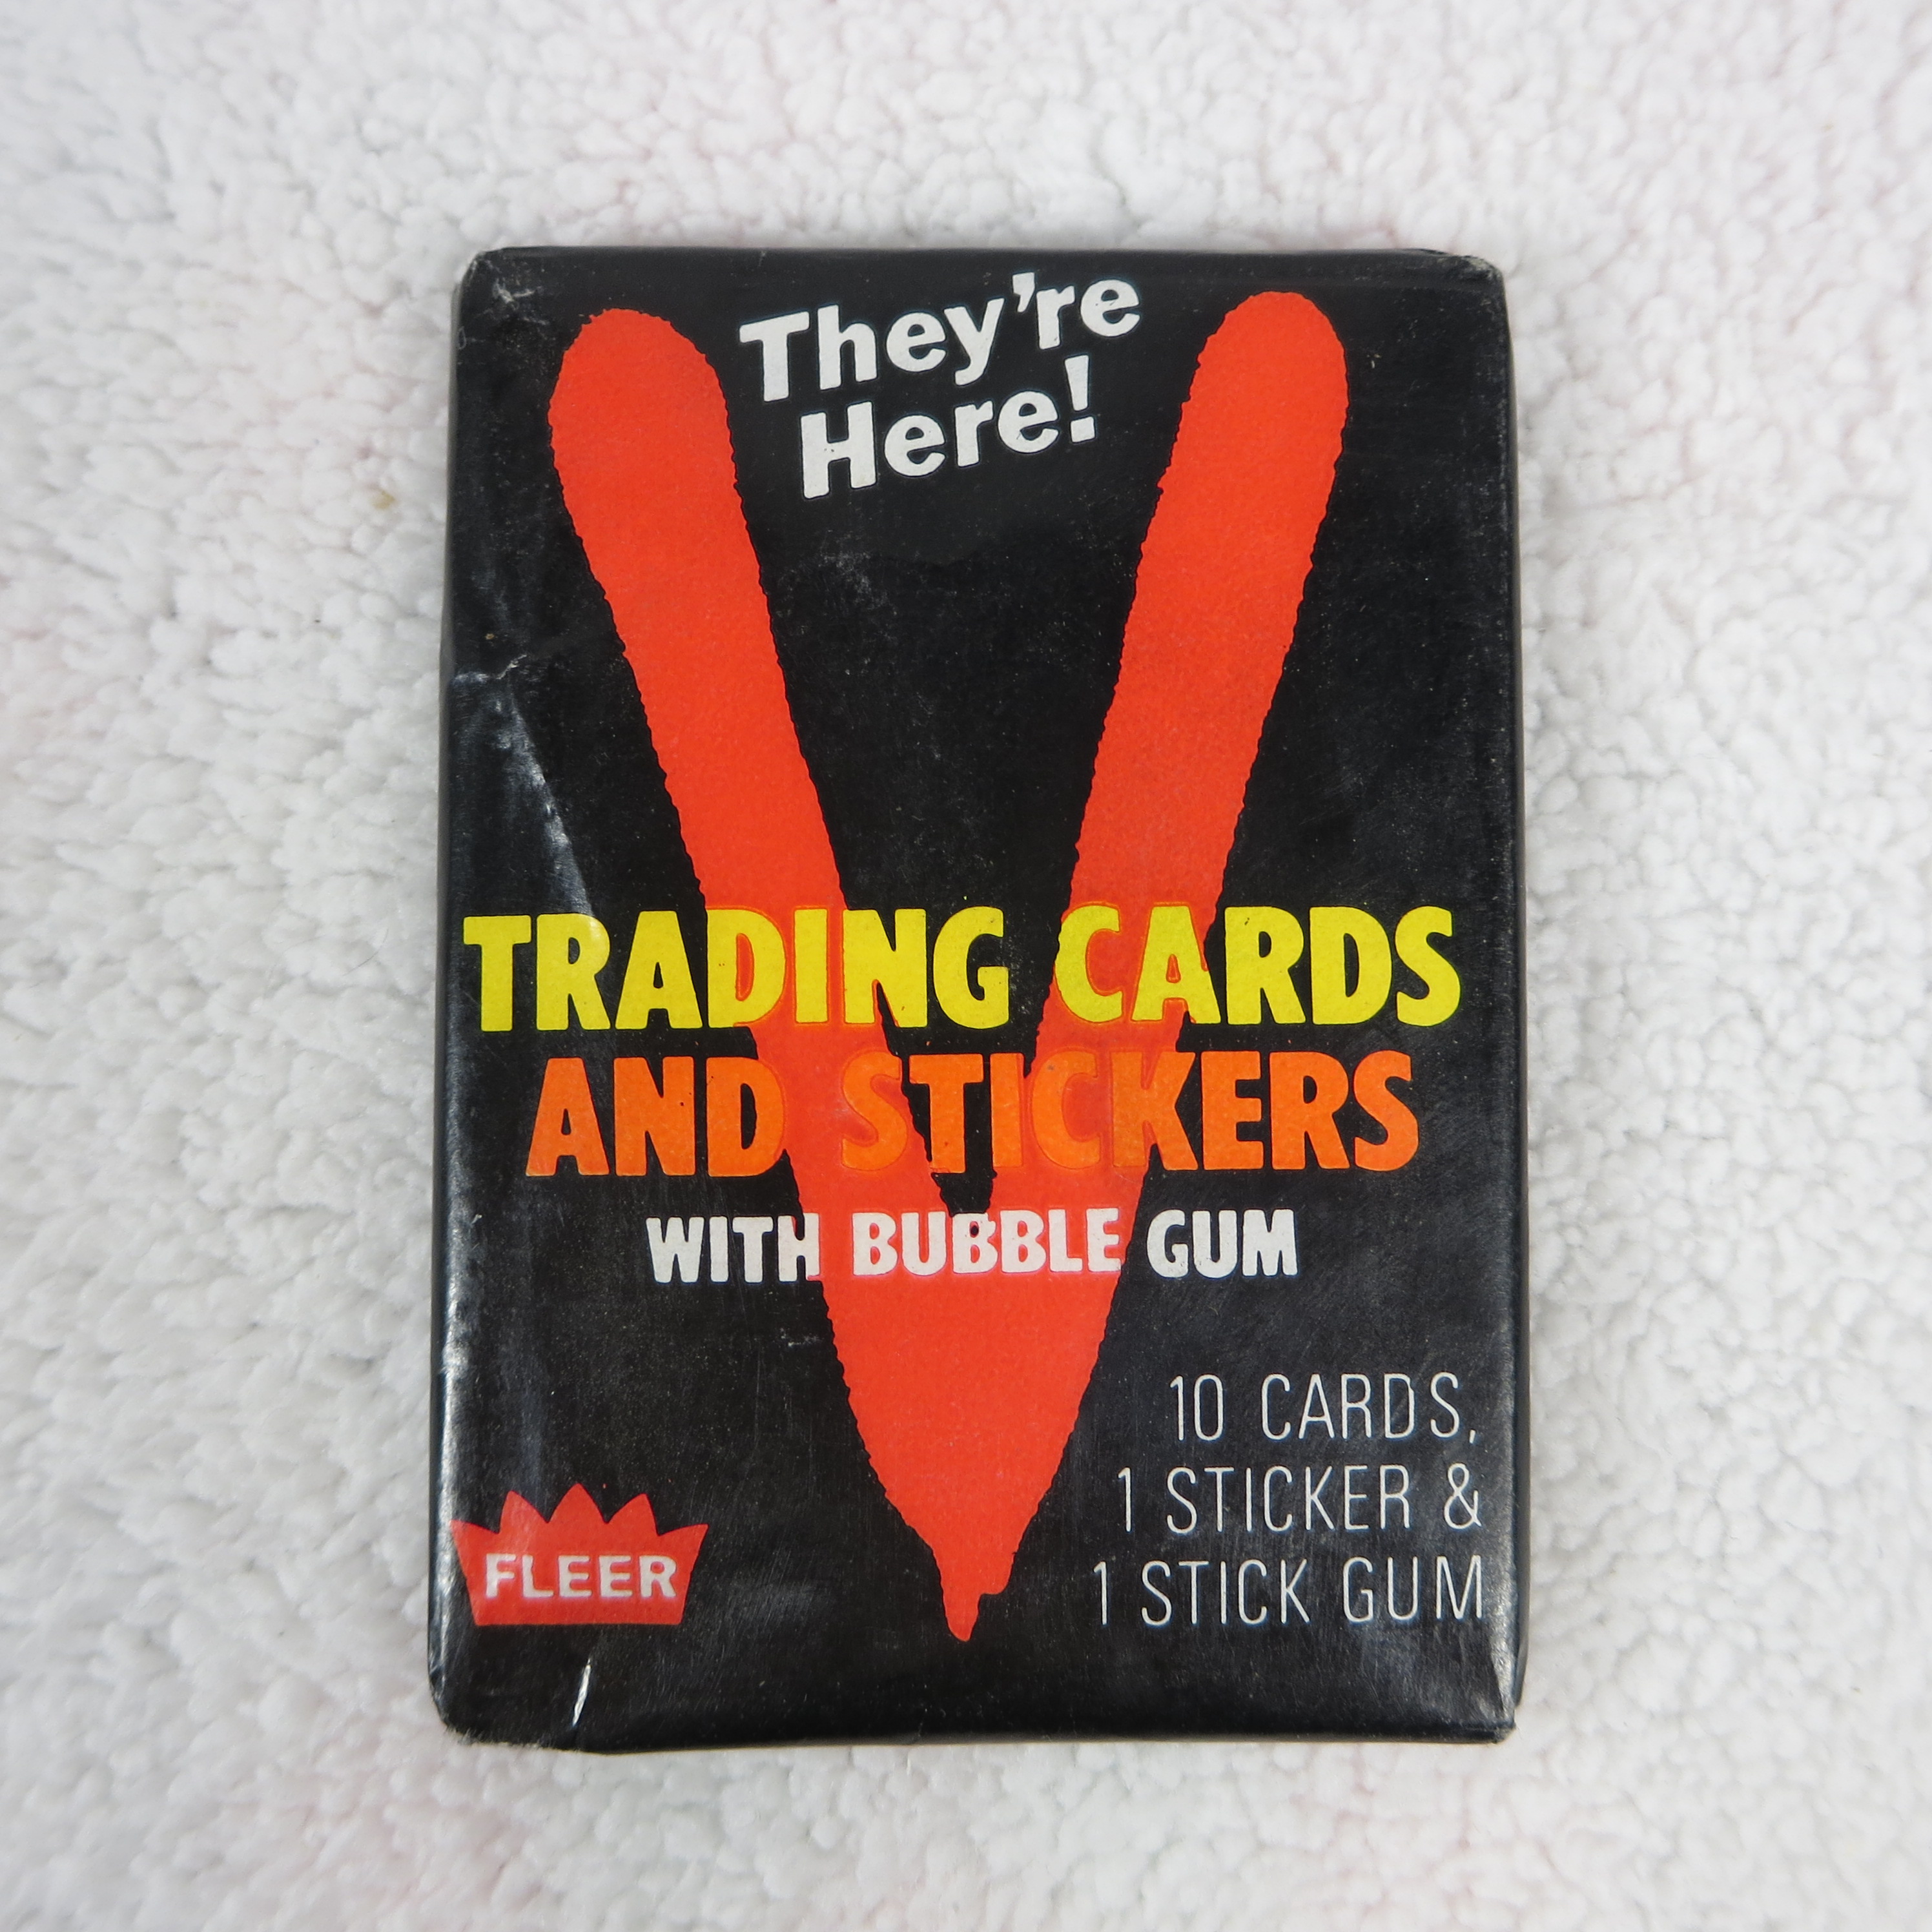 They're
Here!
V
TRADING CARDS
AND STICKERS
WITH BUBBLE GUM
10 CARDS,
1 STICKER &
1 STICK GUM
FLEER